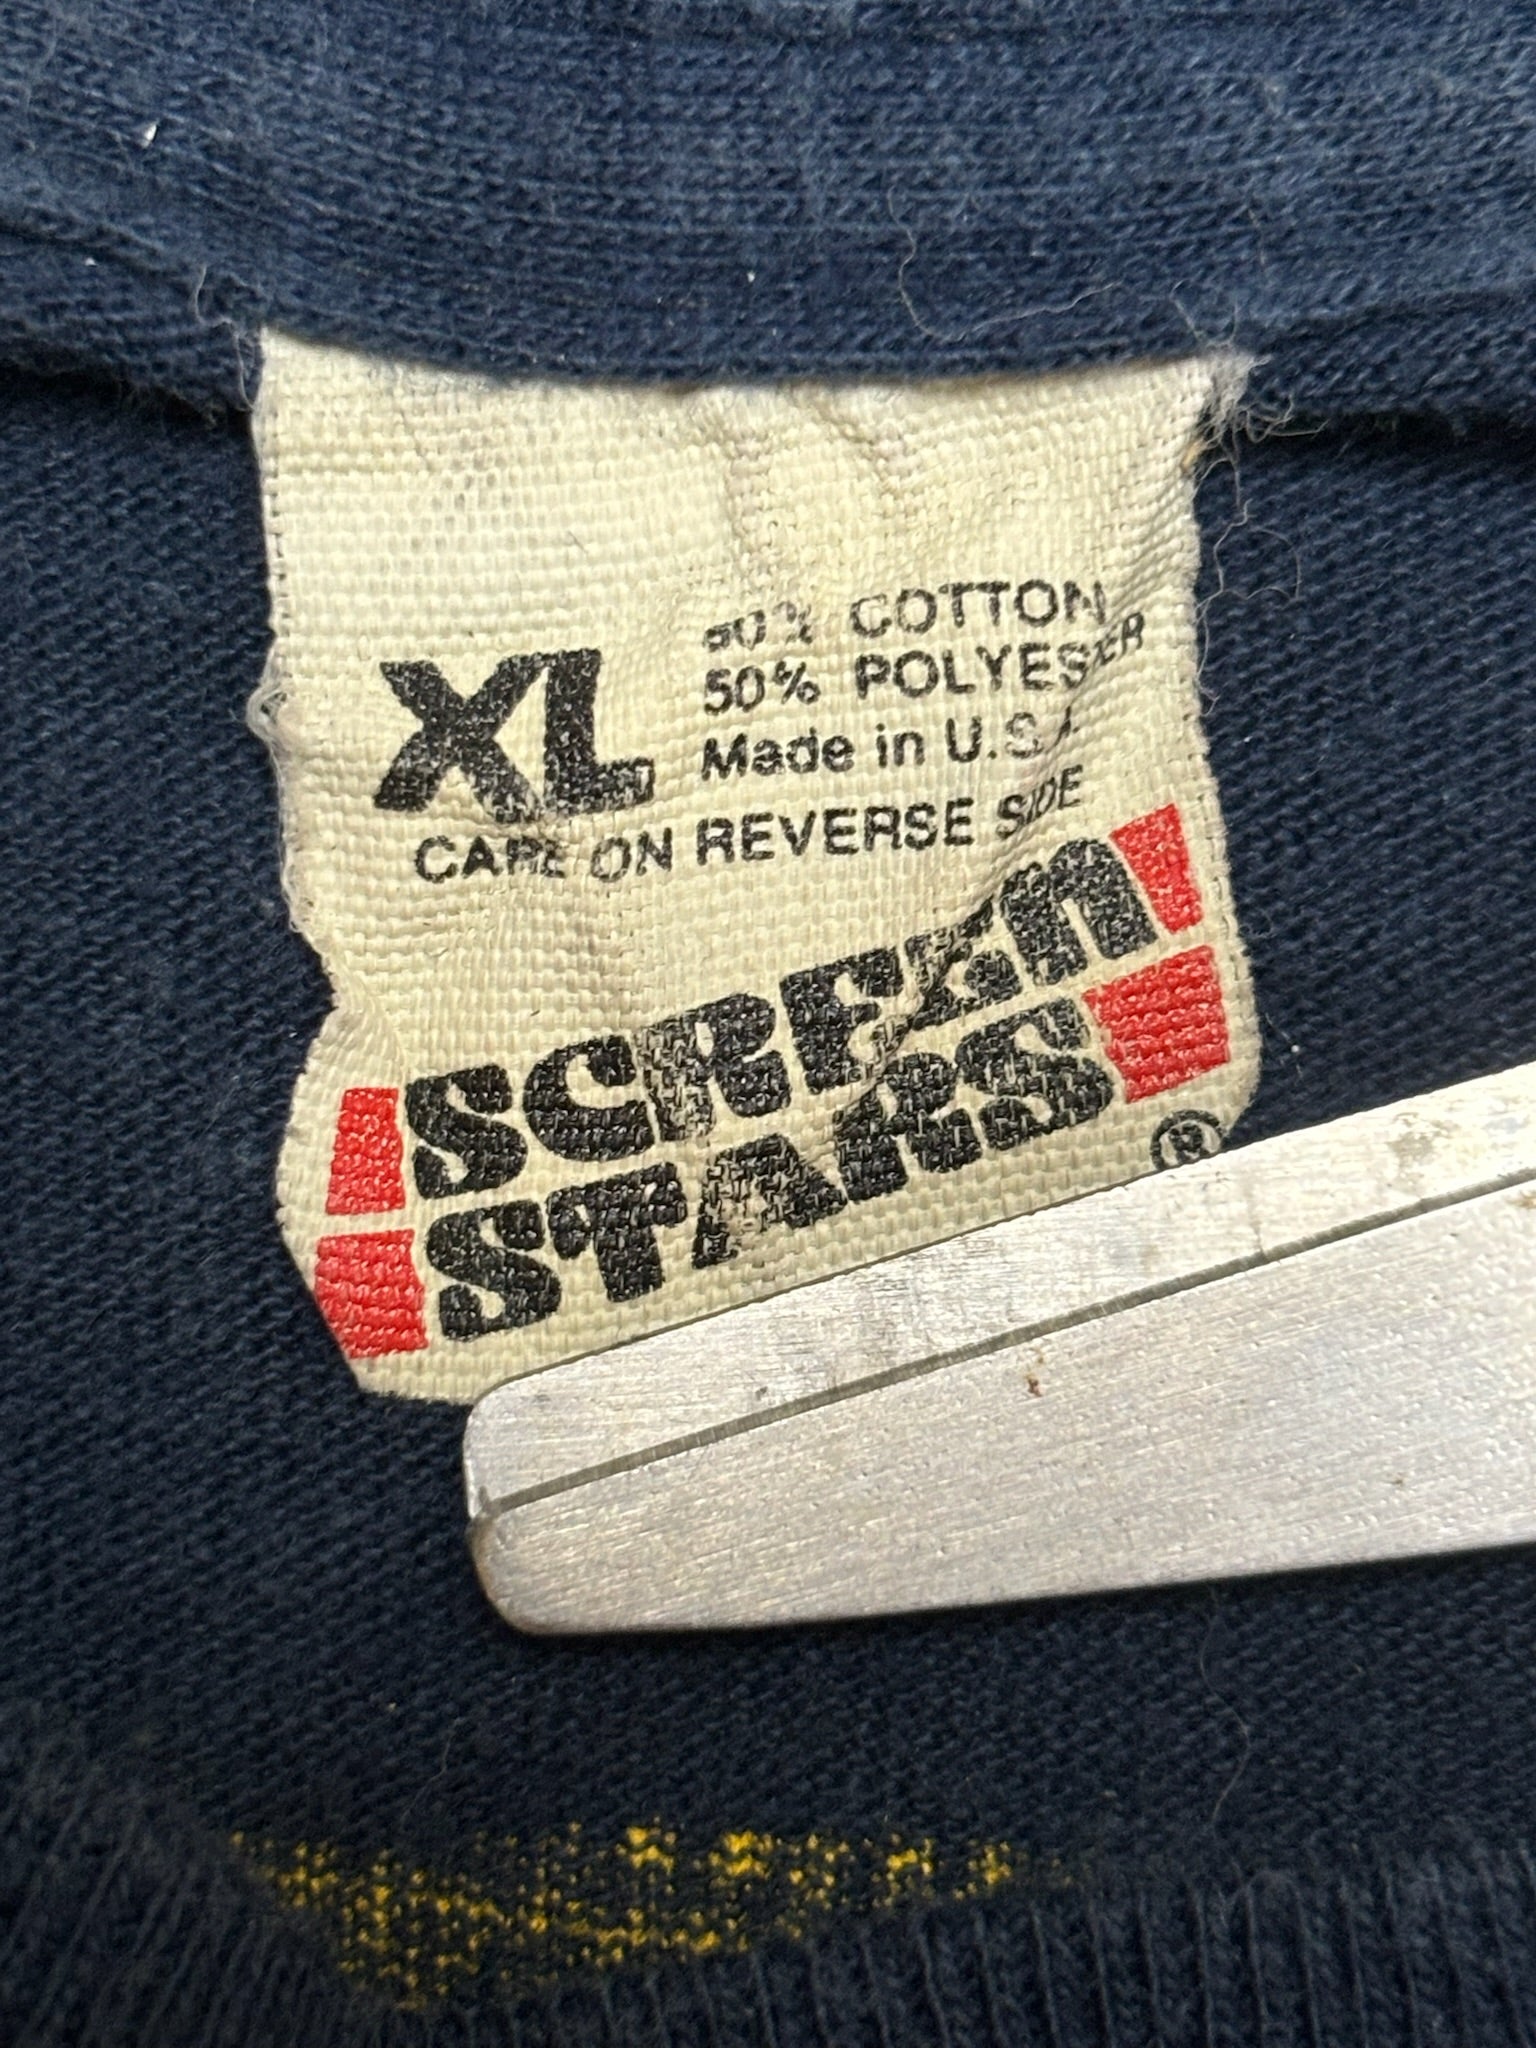 XL
50% COTTON
50% POLYESTER
Made in U.S.A.
CARE ON REVERSE SIDE
SCREEN
STARS
®